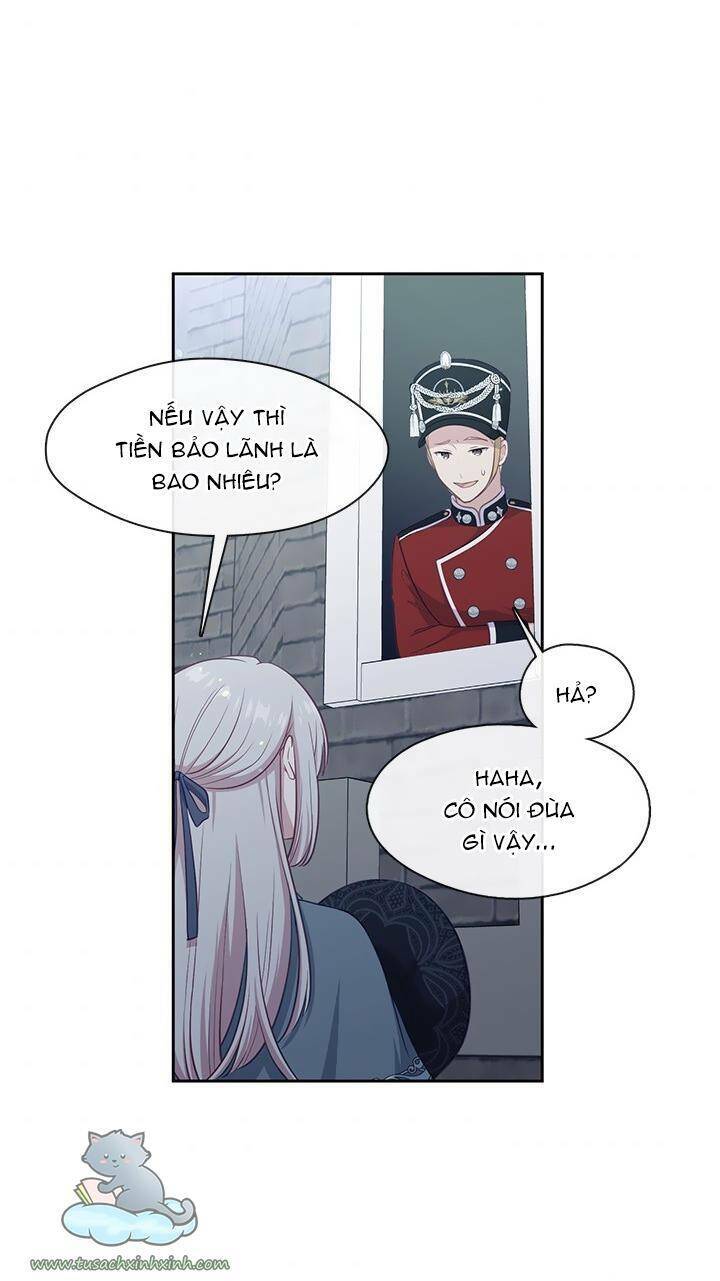 NẾU VẬY THÌ
TIỀN BẢO LÃNH LÀ
BAO NHIÊU?
HẢ?
HAHA,
CÔ NÓI ĐÙA
GÌ VẬY...
www.tusachxinhxinh.com